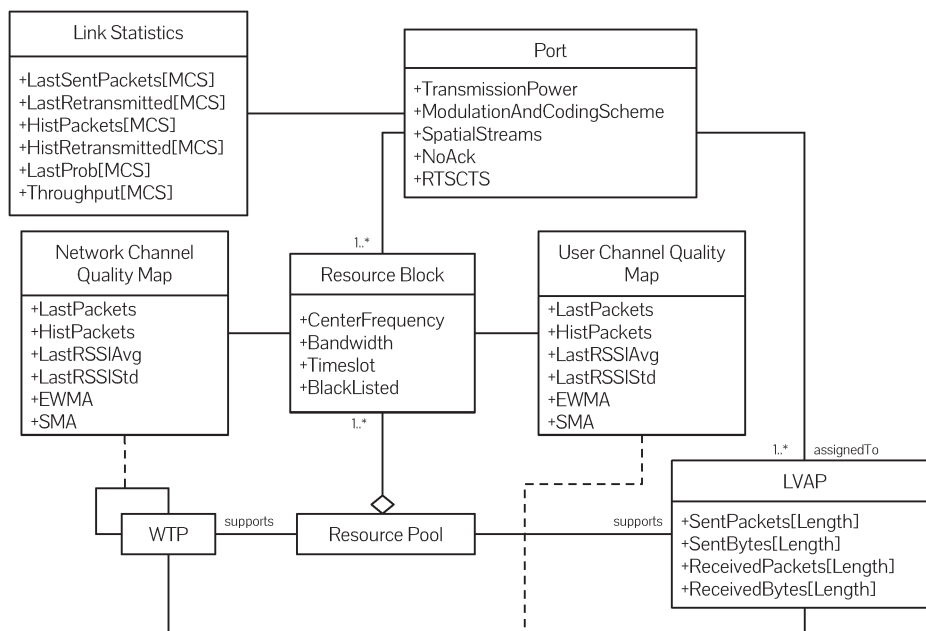 Link Statistics
+LastSentPackets[MCS]
+LastRetransmitted[MCS]
+HistPackets[MCS]
+HistRetransmitted[MCS]
+LastProb[MCS]
+Throughput[MCS]
Port
+TransmissionPower
+ModulationAndCodingScheme
+SpatialStreams
+NoAck
+RTSCTS
1..*
Network Channel
Quality Map
+LastPackets
+HistPackets
+LastRSSIAvg
+LastRSSIStd
+EWMA
+SMA
Resource Block
+CenterFrequency
+Bandwidth
+Timeslot
+BlackListed
1..*
User Channel Quality
Map
+LastPackets
+HistPackets
+LastRSSIAvg
+LastRSSIStd
+EWMA
+SMA
1..* assignedTo
WTP
supports
Resource Pool
supports
LVAP
+SentPackets[Length]
+SentBytes[Length]
+ReceivedPackets[Length]
+ReceivedBytes[Length]